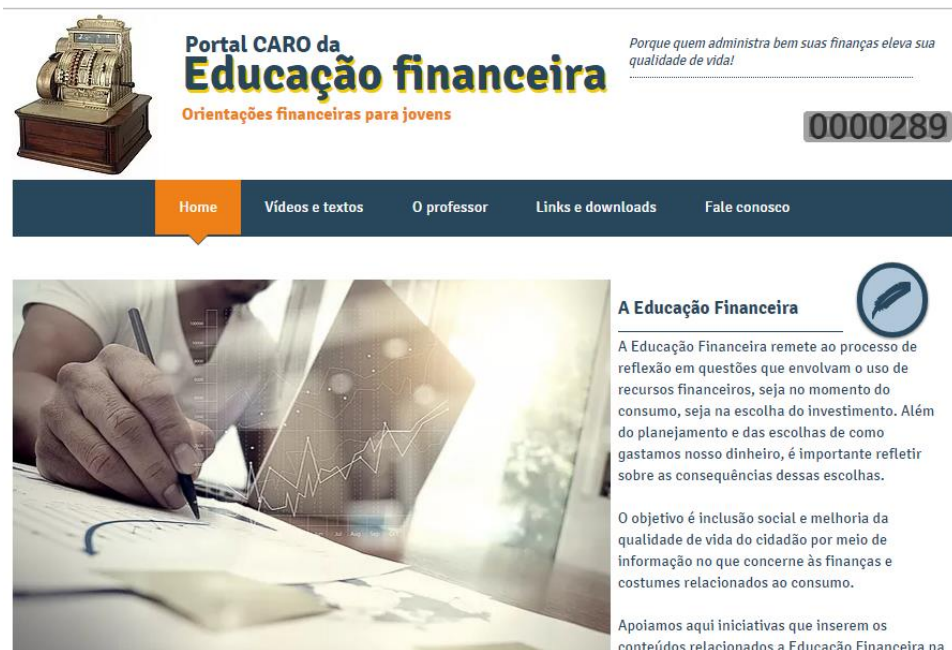 Portal CARO da
Educação financeira
Orientações financeiras para jovens
Porque quem administra bem suas finanças eleva sua
qualidade de vida!
0000289
Home
Vídeos e textos
O professor
Links e downloads
Fale conosco
A Educação Financeira
A Educação Financeira remete ao processo de
reflexão em questões que envolvam o uso de
recursos financeiros, seja no momento do
consumo, seja na escolha do investimento. Além
do planejamento e das escolhas de como
gastamos nosso dinheiro, é importante refletir
sobre as consequências dessas escolhas.
O objetivo é inclusão social e melhoria da
qualidade de vida do cidadão por meio de
informação no que concerne às finanças e
costumes relacionados ao consumo.
Apoiamos aqui iniciativas que inserem os
conteúdos relacionados a Educação Financeira na